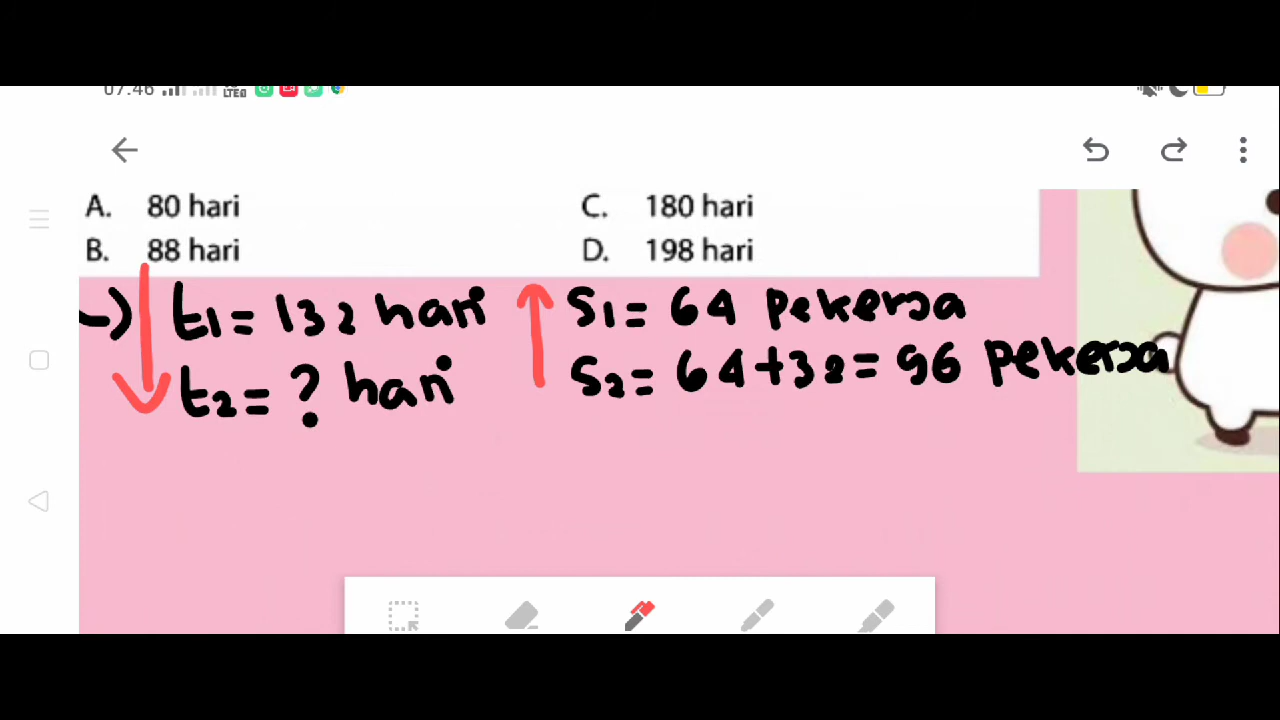 07.46
LTE
A. 80 hari
C. 180 hari
B. 88 hari
D. 198 hari
t1 = 132 hari
S1 = 64 pekerja
t2 = ? hari
S2 = 64+32 = 96 pekerja